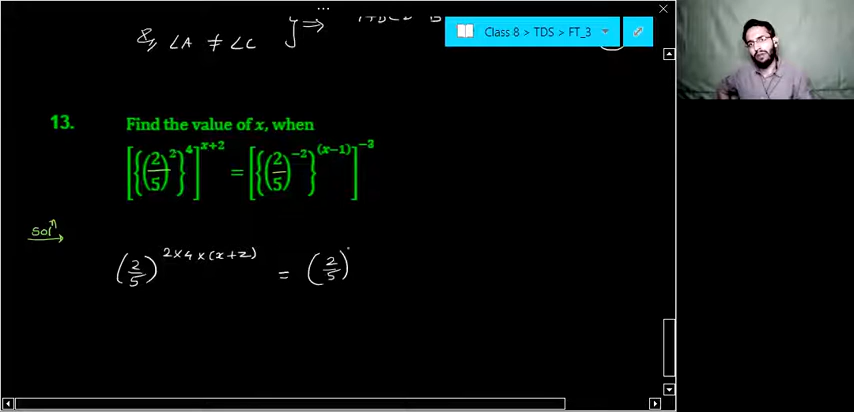 ...
&, ∠A ≠ ∠C } ⇒
Class 8 > TDS > FT_3
13. Find the value of x, when
[{(2/5)^2}^4]^x+2 = [{(2/5)^-2}^(x-1)]^-3
Solⁿ
(2/5)^2×4×(x+2) = (2/5)